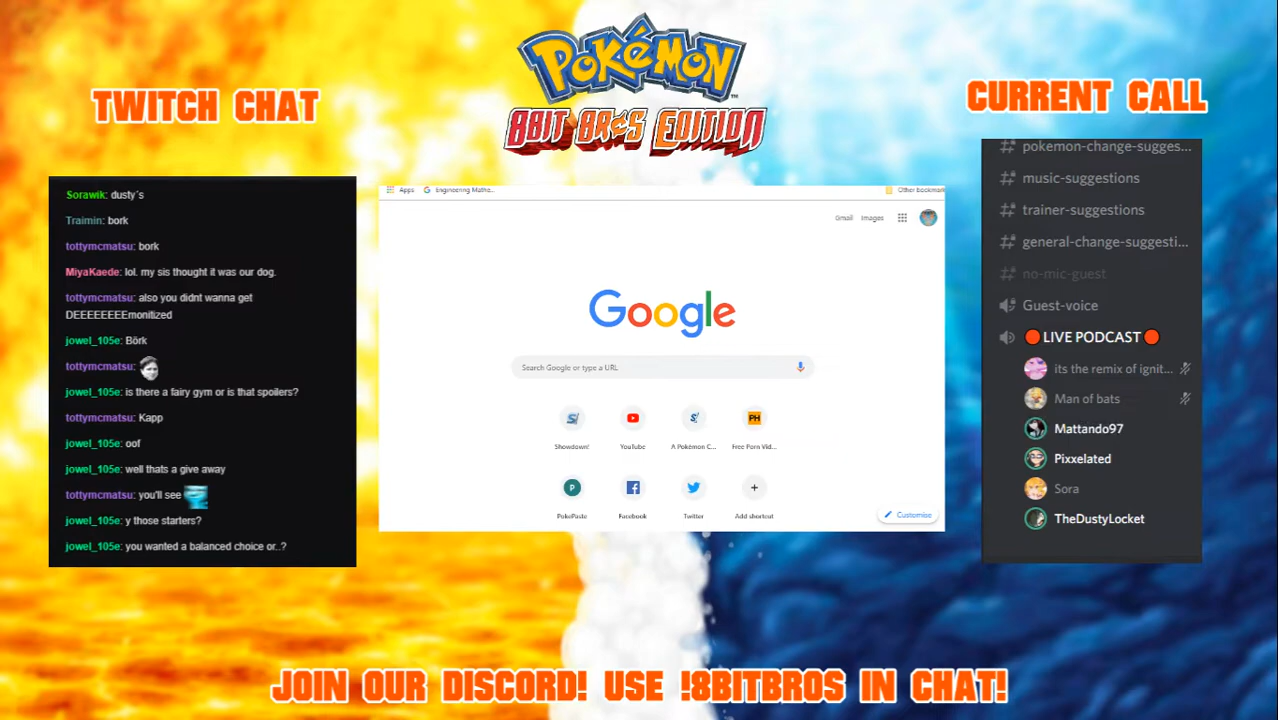 POKéMON
8BIT BROS EDITION
TWITCH CHAT
CURRENT CALL
Sorawik: dusty´s
Traimin: bork
tottymcmatsu: bork
MiyaKaede: lol. my sis thought it was our dog.
tottymcmatsu: also you didnt wanna get
DEEEEEEEEmonitized
jowel_105e: Börk
tottymcmatsu:
jowel_105e: is there a fairy gym or is that spoilers?
tottymcmatsu: Kapp
jowel_105e: oof
jowel_105e: well thats a give away
tottymcmatsu: you'll see
jowel_105e: y those starters?
jowel_105e: you wanted a balanced choice or..?
Apps
Engineering Mathe...
Other bookmark
Gmail Images
Google
Search Google or type a URL
Showdown!
YouTube
A Pokémon C...
PH
Free Porn Vid...
P
PokePaste
Facebook
Twitter
Add shortcut
Customise
pokemon-change-sugges...
music-suggestions
trainer-suggestions
general-change-suggesti...
no-mic-guest
Guest-voice
LIVE PODCAST
its the remix of ignit...
Man of bats
Mattando97
Pixxelated
Sora
TheDustyLocket
JOIN OUR DISCORD! USE !8BITBROS IN CHAT!